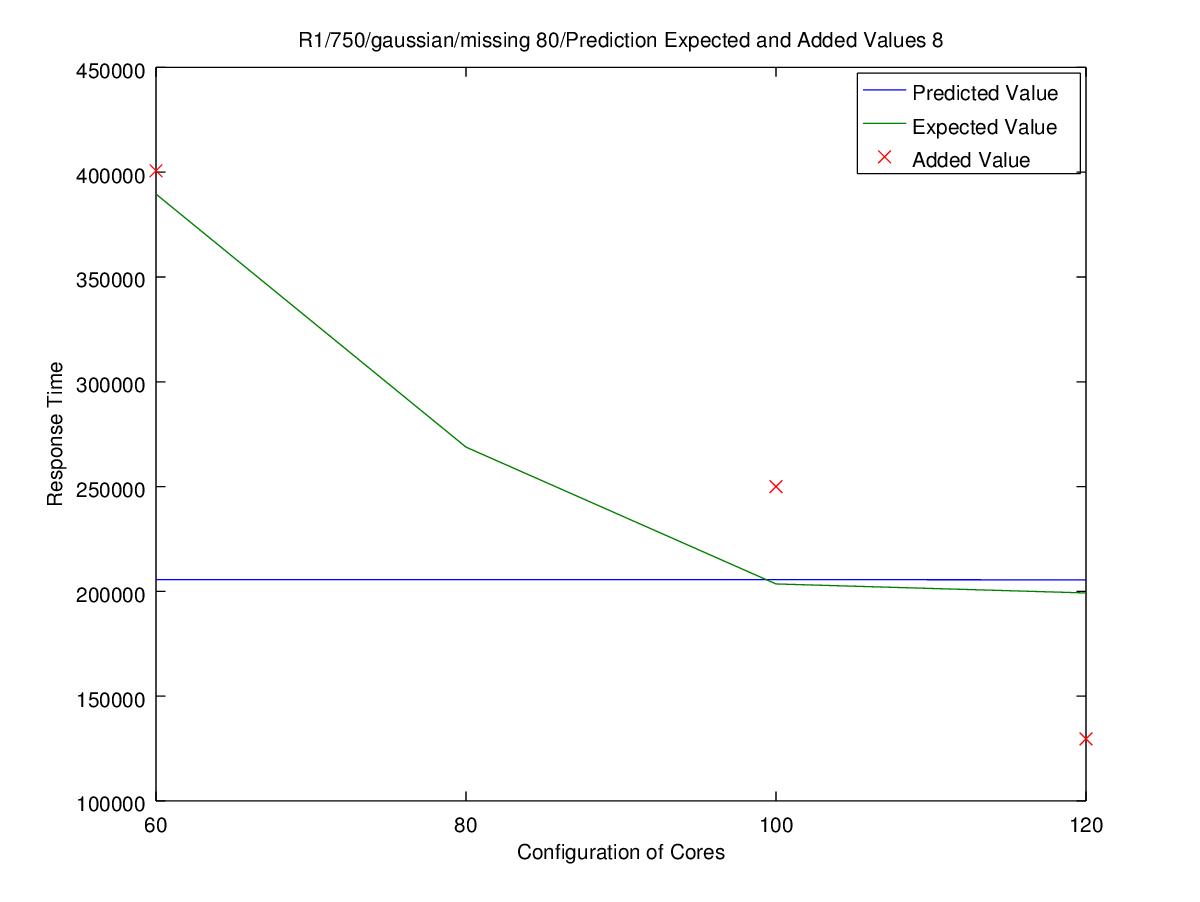 R1/750/gaussian/missing 80/Prediction Expected and Added Values 8
450000
400000
350000
300000
250000
200000
150000
100000
Response Time
Predicted Value
Expected Value
Added Value
60 80 100 120
Configuration of Cores